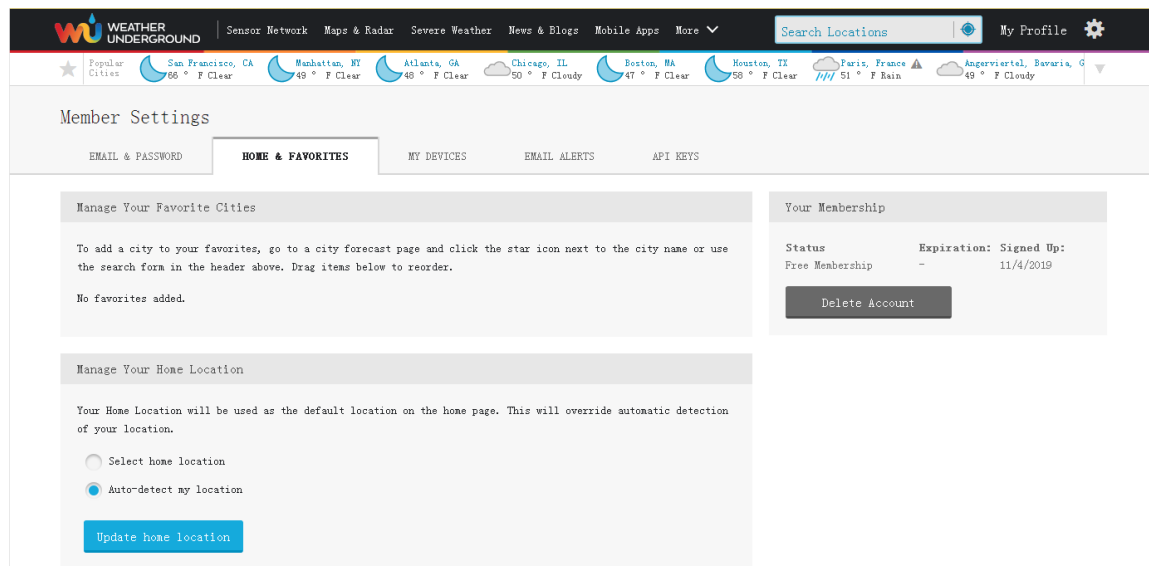 WEATHER UNDERGROUND
Sensor Network Maps & Radar Severe Weather News & Blogs Mobile Apps More
Search Locations
My Profile
Popular Cities
San Francisco, CA
66 ° F Clear
Manhattan, NY
49 ° F Clear
Atlanta, GA
48 ° F Clear
Chicago, IL
50 ° F Cloudy
Boston, MA
47 ° F Clear
Houston, TX
58 ° F Clear
Paris, France
51 ° F Rain
Angerviertel, Bavaria, G
49 ° F Cloudy
Member Settings
EMAIL & PASSWORD HOME & FAVORITES MY DEVICES EMAIL ALERTS API KEYS
Manage Your Favorite Cities
To add a city to your favorites, go to a city forecast page and click the star icon next to the city name or use
the search form in the header above. Drag items below to reorder.
No favorites added.
Your Membership
Status Expiration: Signed Up:
Free Membership - 11/4/2019
Delete Account
Manage Your Home Location
Your Home Location will be used as the default location on the home page. This will override automatic detection
of your location.
Select home location
Auto-detect my location
Update home location